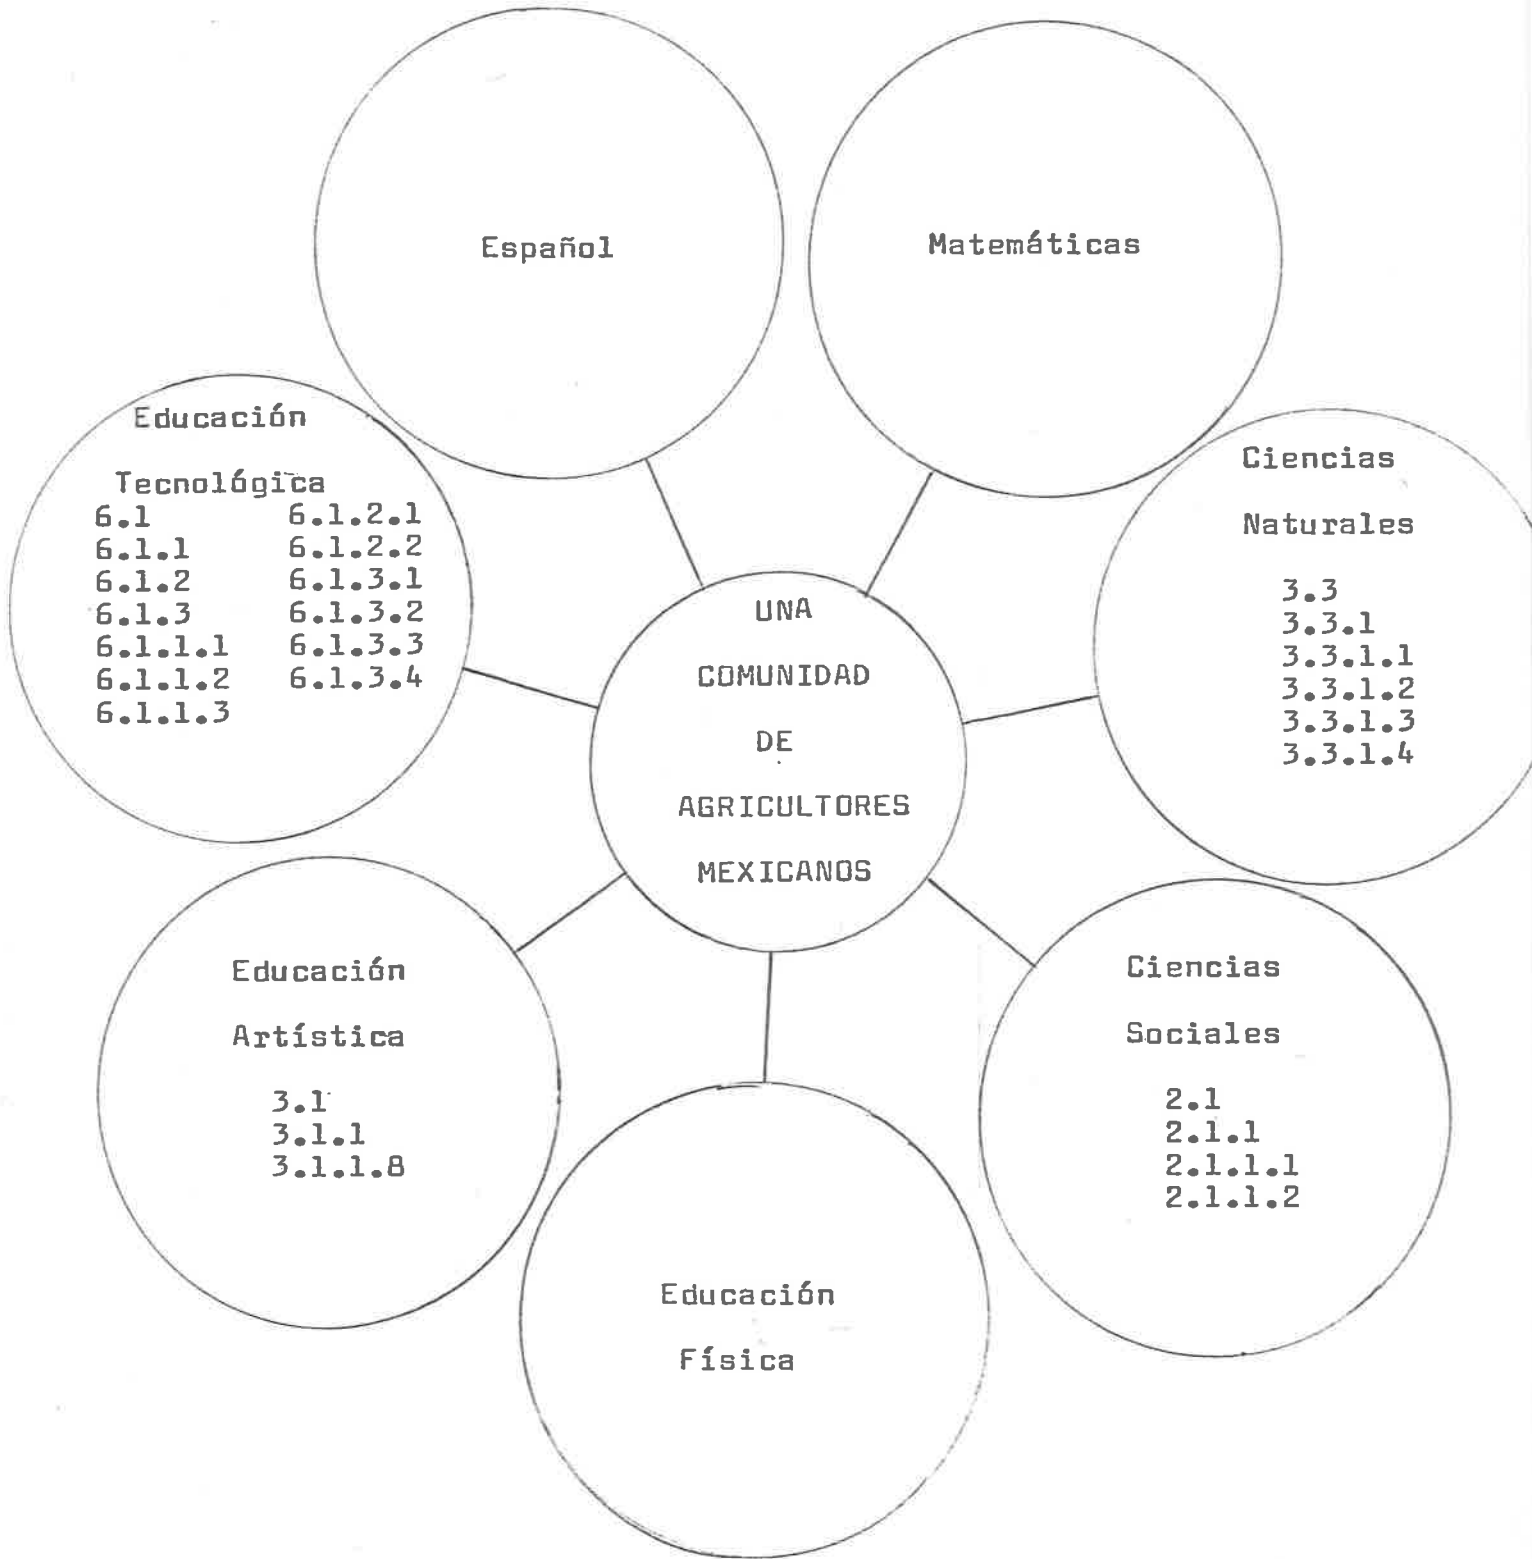 Español
Matemáticas
Educación
Tecnológica
6.1 6.1.2.1
6.1.1 6.1.2.2
6.1.2 6.1.3.1
6.1.3 6.1.3.2
6.1.1.1 6.1.3.3
6.1.1.2 6.1.3.4
6.1.1.3
Ciencias
Naturales
3.3
3.3.1
3.3.1.1
3.3.1.2
3.3.1.3
3.3.1.4
UNA
COMUNIDAD
DE
AGRICULTORES
MEXICANOS
Educación
Artística
3.1
3.1.1
3.1.1.8
Ciencias
Sociales
2.1
2.1.1
2.1.1.1
2.1.1.2
Educación
Física